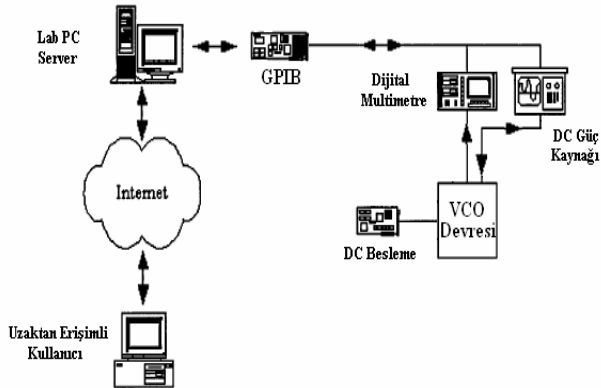 Lab PC
Server
GPIB
Dijital
Multimetre
DC Güç
Kaynağı
Internet
VCO
Devresi
DC Besleme
Uzaktan Erişimli
Kullanıcı